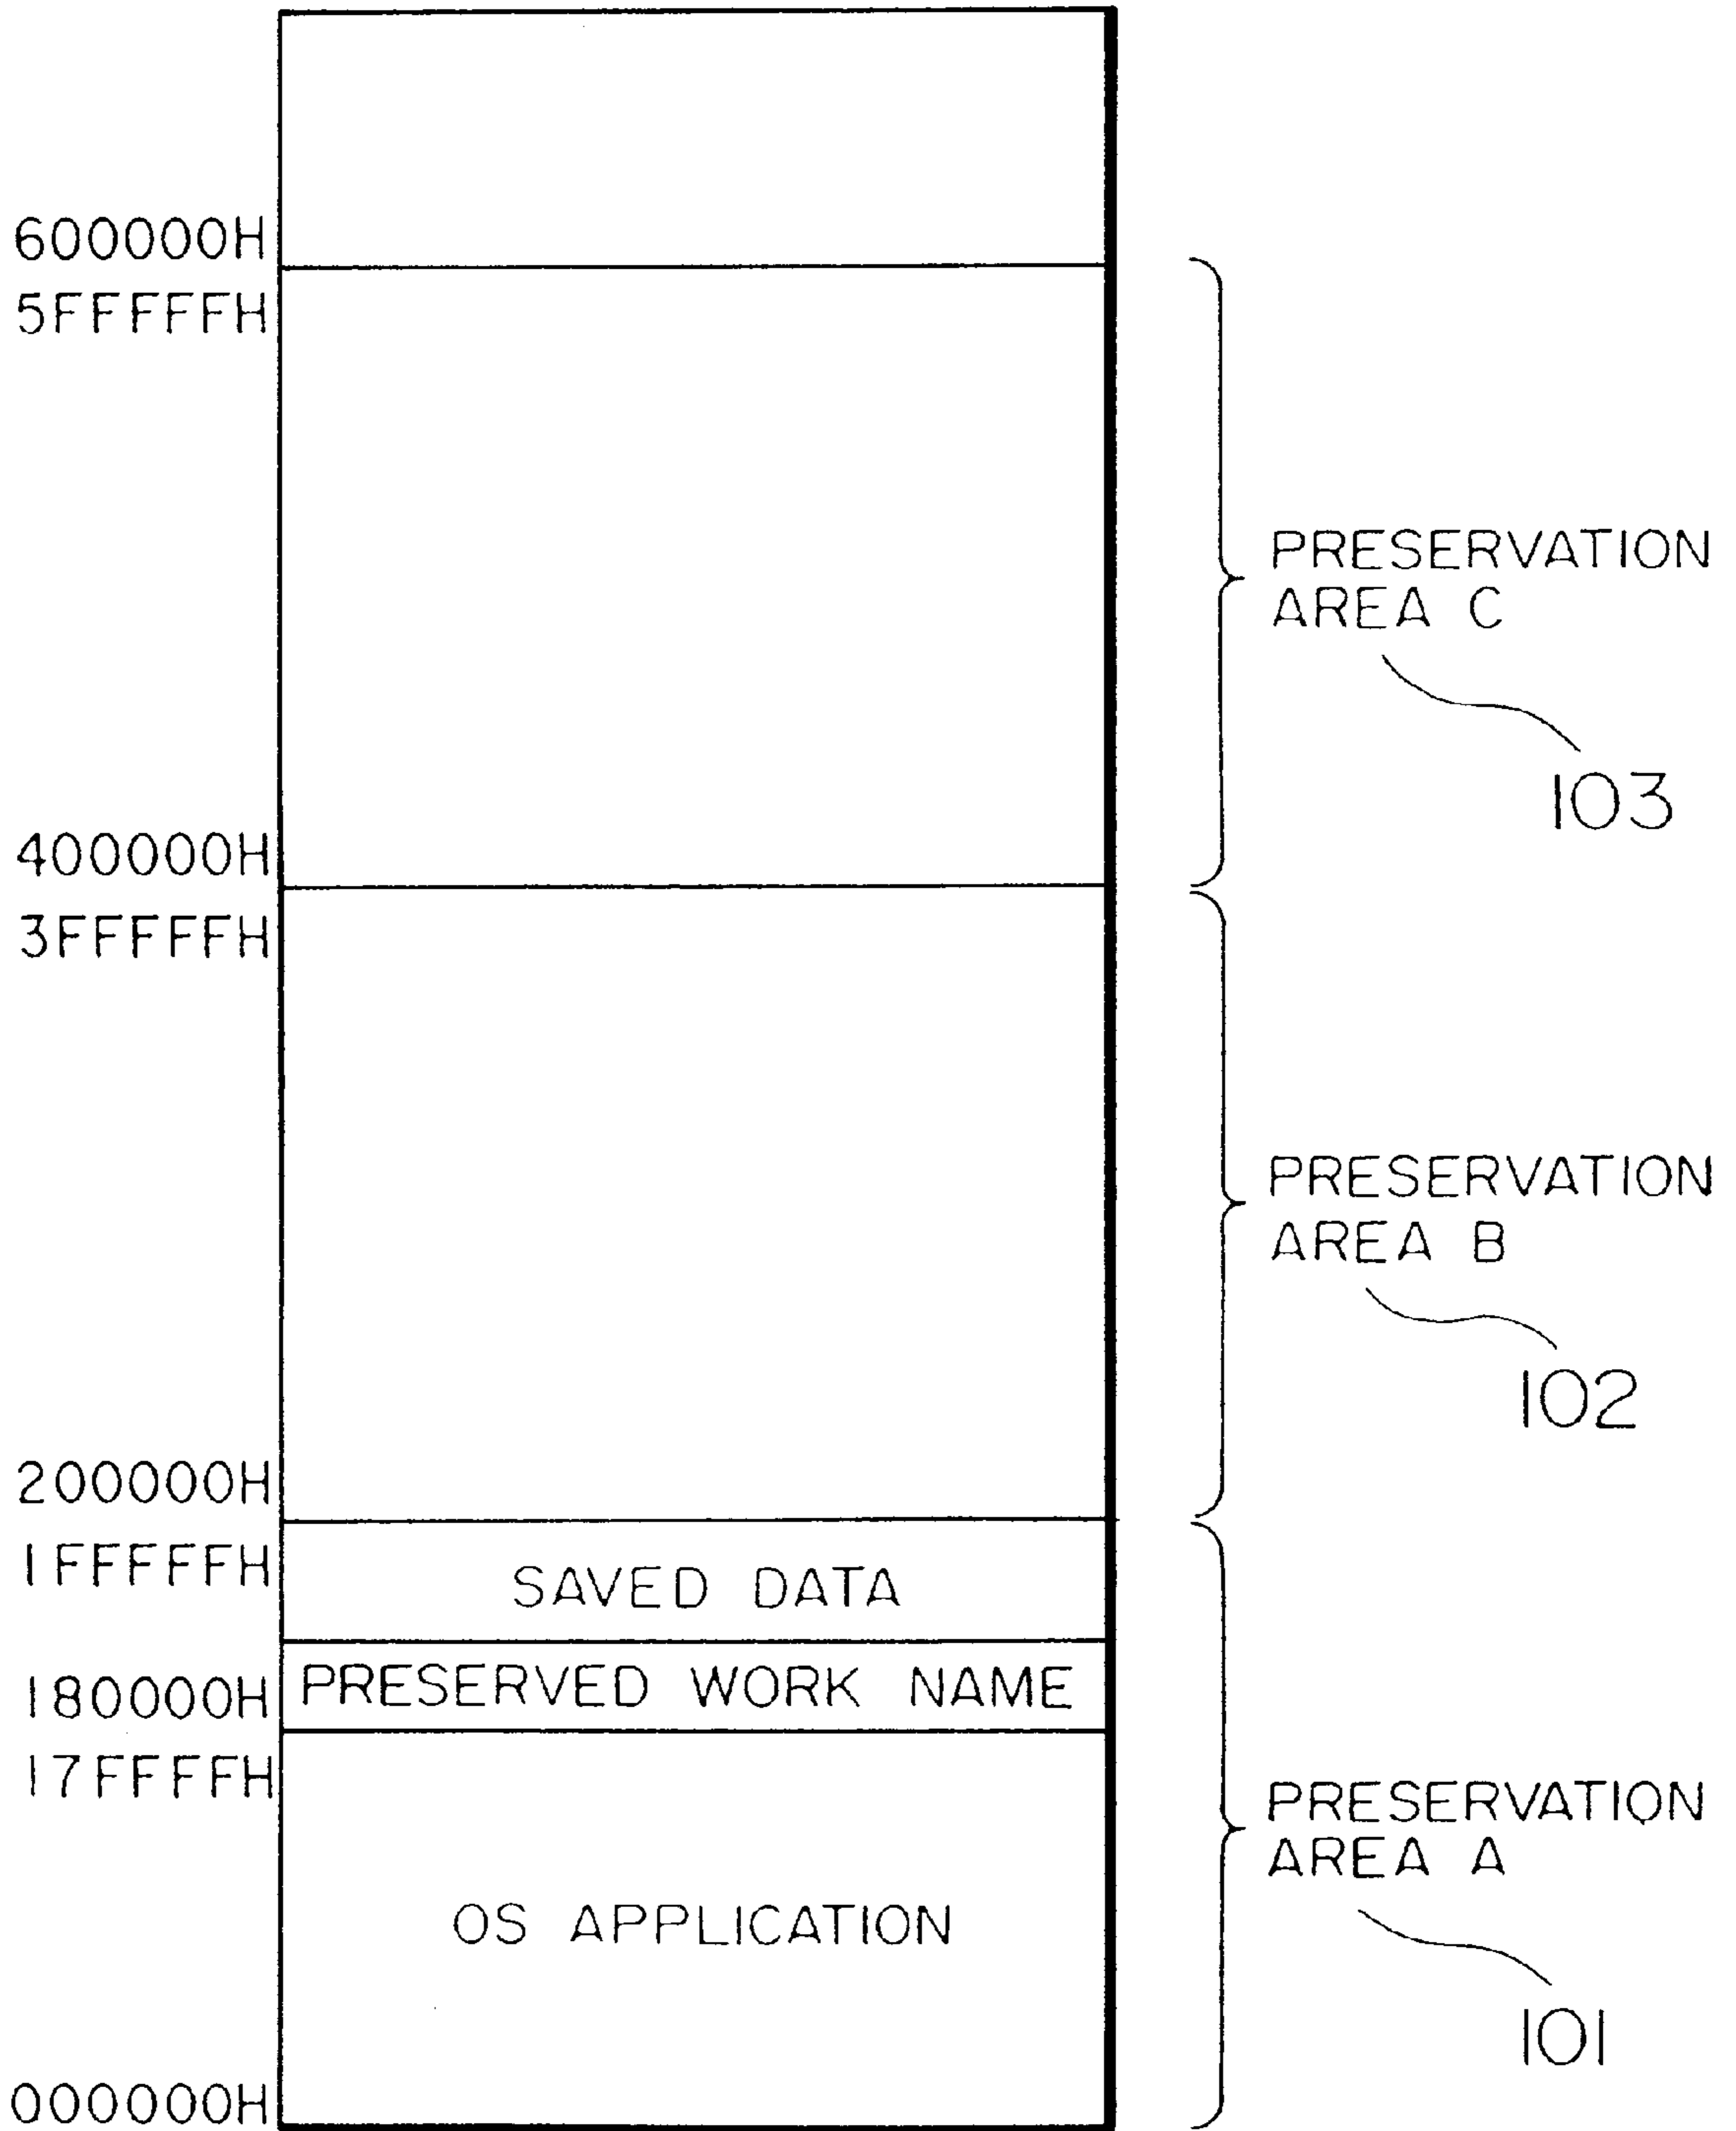 600000H
5FFFFFH
PRESERVATION
AREA C
103
400000H
3FFFFFH
PRESERVATION
AREA B
102
200000H
1FFFFFH
SAVED DATA
180000H
PRESERVED WORK NAME
17FFFFH
PRESERVATION
AREA A
OS APPLICATION
101
000000H